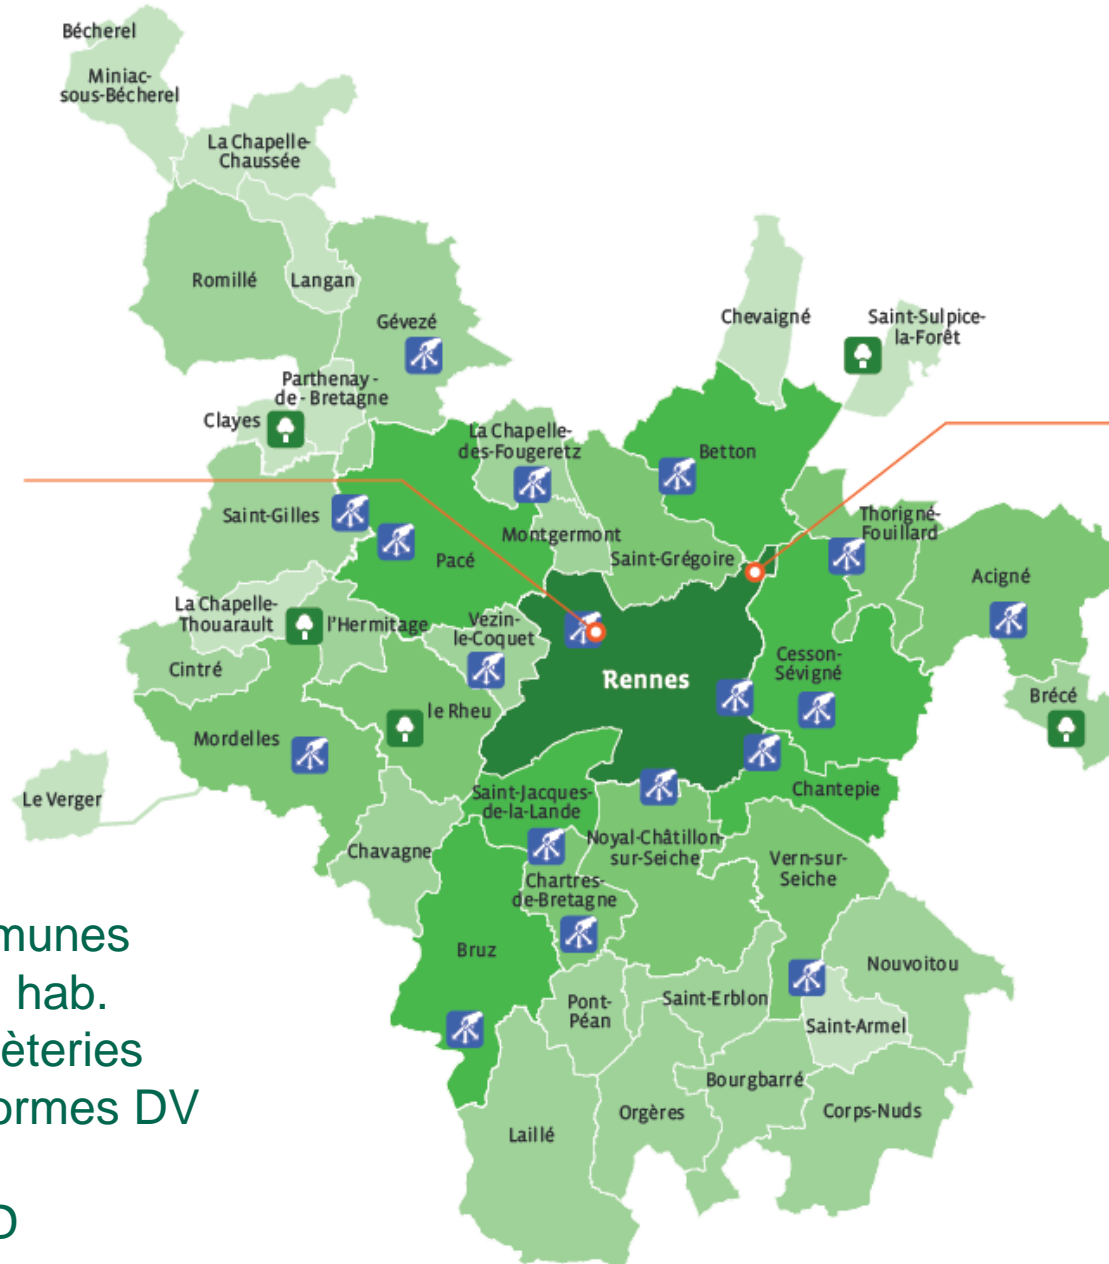 Bécherel
Miniac-
sous-Bécherel
La Chapelle-
Chaussée
Romillé
Langan
Gévezé
Chevaigné
Saint-Sulpice-
la-Forêt
Parthenay -
de - Bretagne
Clayes
La Chapelle-
des-Fougeretz
Betton
Saint-Gilles
Montgermont
Thorigné-
Fouillard
Pacé
Saint-Grégoire
Acigné
La Chapelle-
Thouarault
l'Hermitage
Vezin-
le-Coquet
Cintré
Rennes
Cesson-
Sévigné
Brécé
le Rheu
Mordelles
Le Verger
Saint-Jacques-
de-la-Lande
Chantepie
Chavagne
Noyal-Châtillon-
sur-Seiche
Vern-sur-
Seiche
Chartres-
de-Bretagne
Bruz
Nouvoitou
Pont-
Péan
Saint-Erblon
Saint-Armel
Bourgbarré
Orgères
Corps-Nuds
Laillé
munes
hab.
èteries
ormes DV